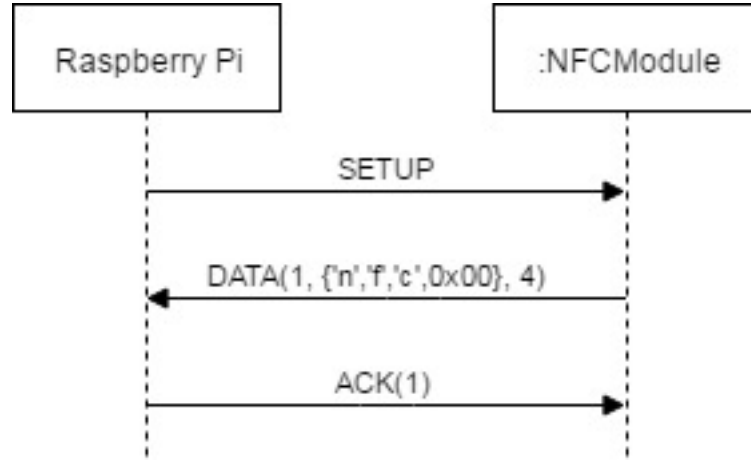 Raspberry Pi
:NFCModule
SETUP
DATA(1, {'n','f','c',0x00}, 4)
ACK(1)